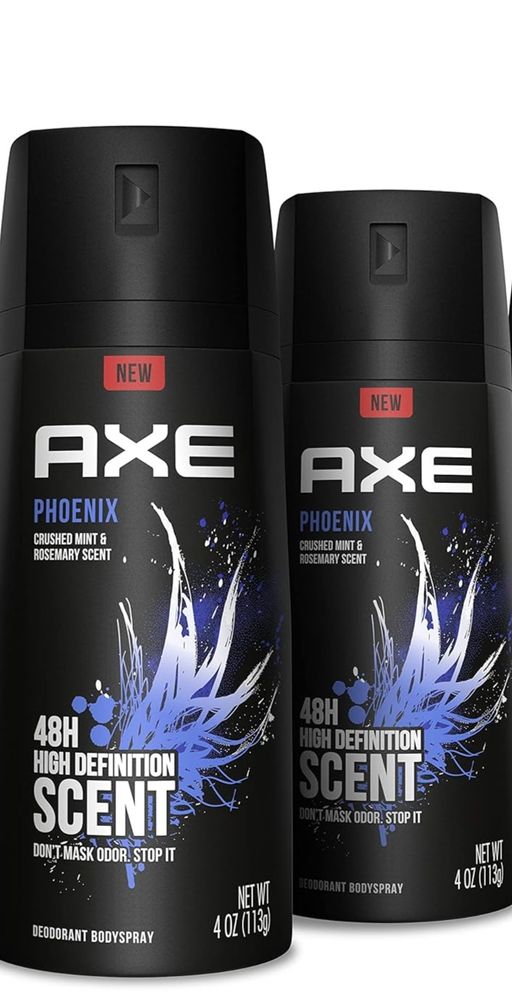 NEW
AXE
PHOENIX
CRUSHED MINT &
ROSEMARY SCENT
48H
HIGH DEFINITION
SCENT
DON'T MASK ODOR. STOP IT
NET WT
4 OZ (113g)
DEODORANT BODYSPRAY
NEW
AXE
PHOENIX
CRUSHED MINT &
ROSEMARY SCENT
48H
HIGH DEFINITION
SCENT
DON'T MASK ODOR. STOP IT
NET WT
4 OZ (113g)
DEODORANT BODYSPRAY